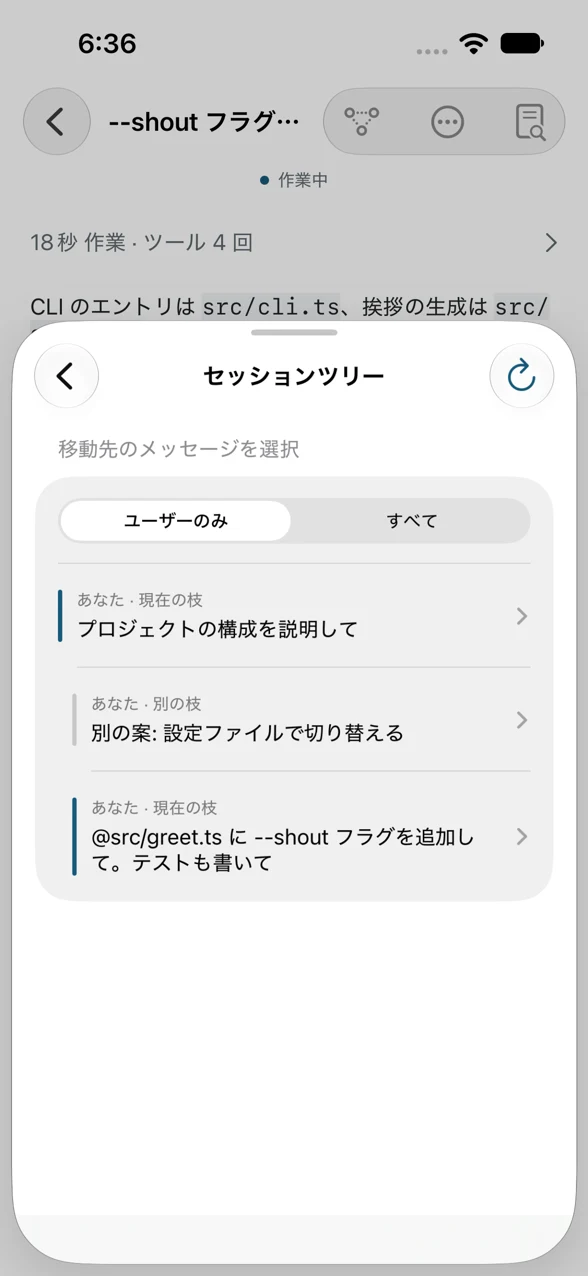 6:36
--shout フラグ…
作業中
18秒 作業 · ツール 4 回
CLI のエントリは src/cli.ts、挨拶の生成は src/
セッションツリー
移動先のメッセージを選択
ユーザーのみ
すべて
あなた · 現在の枝
プロジェクトの構成を説明して
あなた · 別の枝
別の案: 設定ファイルで切り替える
あなた · 現在の枝
@src/greet.ts に --shout フラグを追加し
て。テストも書いて